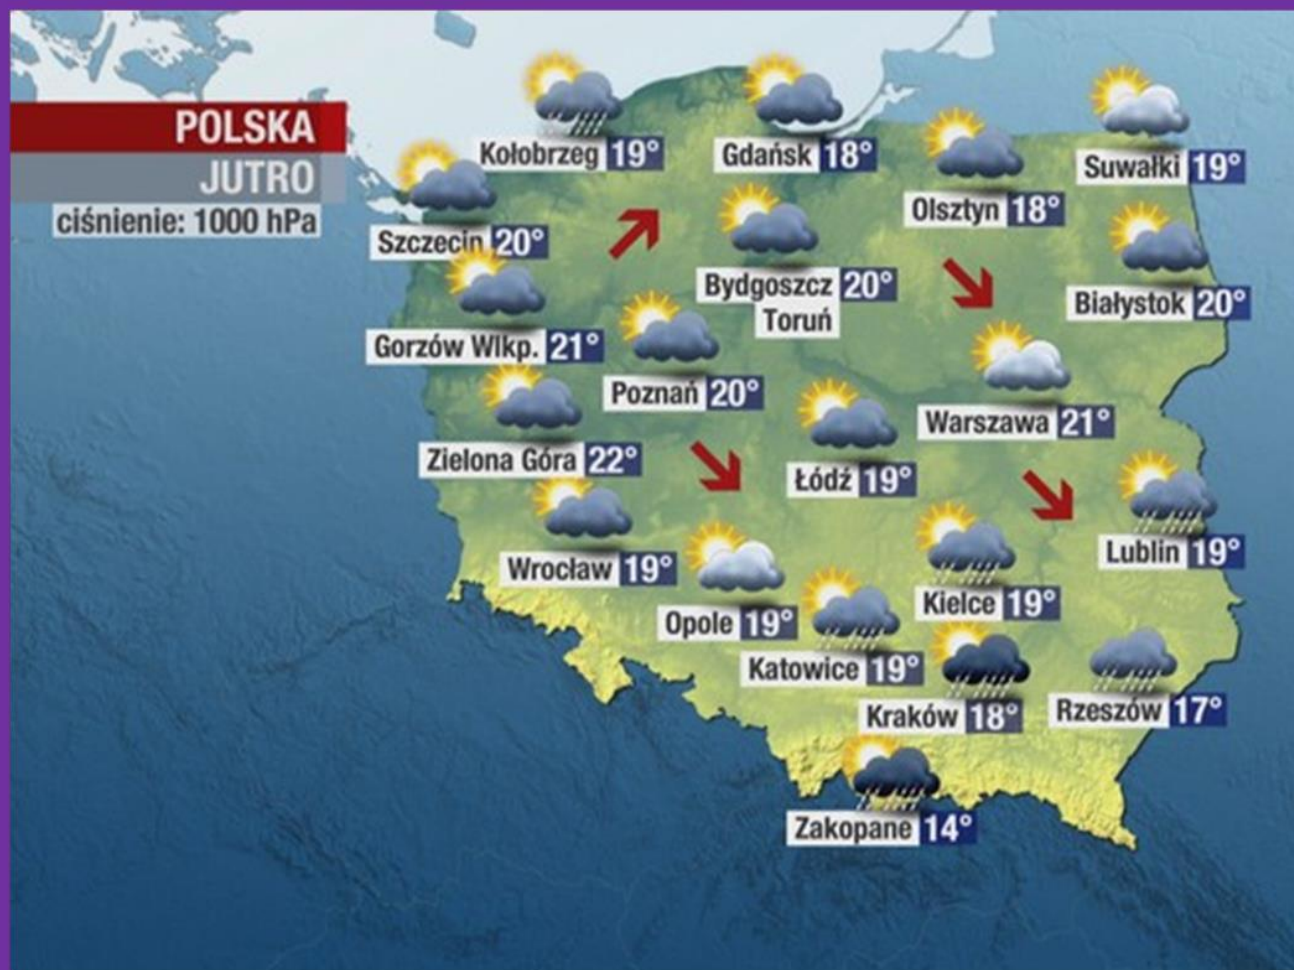 POLSKA
JUTRO
ciśnienie: 1000 hPa
Kołobrzeg 19°
Gdańsk 18°
Suwałki 19°
Olsztyn 18°
Szczecin 20°
Bydgoszcz 20°
Toruń
Białystok 20°
Gorzów Wlkp. 21°
Poznań 20°
Warszawa 21°
Zielona Góra 22°
Łódź 19°
Lublin 19°
Wrocław 19°
Kielce 19°
Opole 19°
Katowice 19°
Kraków 18°
Rzeszów 17°
Zakopane 14°